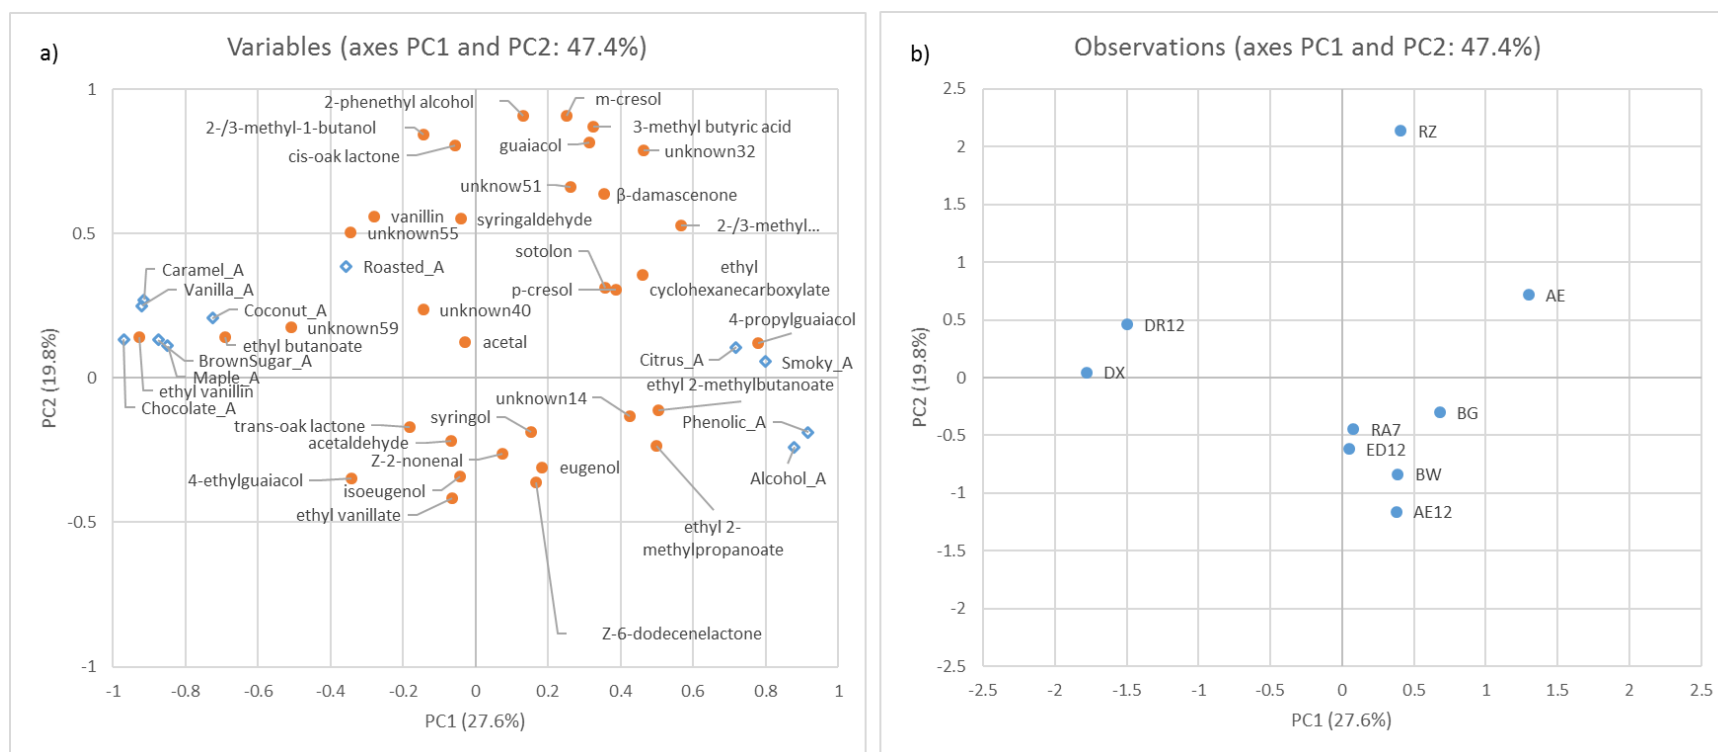 a)
Variables (axes PC1 and PC2: 47.4%)
1
0.5
0
-0.5
-1
PC2 (19.8%)
2-phenethyl alcohol
m-cresol
2-/3-methyl-1-butanol
3-methyl butyric acid
cis-oak lactone
guaiacol
unknown32
unknow51
β-damascenone
vanillin
syringaldehyde
2-/3-methyl...
unknown55
sotolon
Caramel_A
Roasted_A
ethyl
cyclohexanecarboxylate
Vanilla_A
p-cresol
Coconut_A
unknown40
4-propylguaiacol
unknown59
ethyl butanoate
acetal
BrownSugar_A
Citrus_A
Smoky_A
Maple_A
ethyl 2-methylbutanoate
ethyl vanillin
Chocolate_A
unknown14
trans-oak lactone
syringol
Phenolic_A
acetaldehyde
Z-2-nonenal
4-ethylguaiacol
eugenol
Alcohol_A
isoeugenol
ethyl vanillate
ethyl 2-
methylpropanoate
Z-6-dodecenelactone
-1 -0.8 -0.6 -0.4 -0.2 0 0.2 0.4 0.6 0.8 1
PC1 (27.6%)
b)
Observations (axes PC1 and PC2: 47.4%)
2.5
2
1.5
1
0.5
0
-0.5
-1
-1.5
-2
-2.5
PC2 (19.8%)
RZ
AE
DR12
DX
BG
RA7
ED12
BW
AE12
-2.5 -2 -1.5 -1 -0.5 0 0.5 1 1.5 2 2.5
PC1 (27.6%)